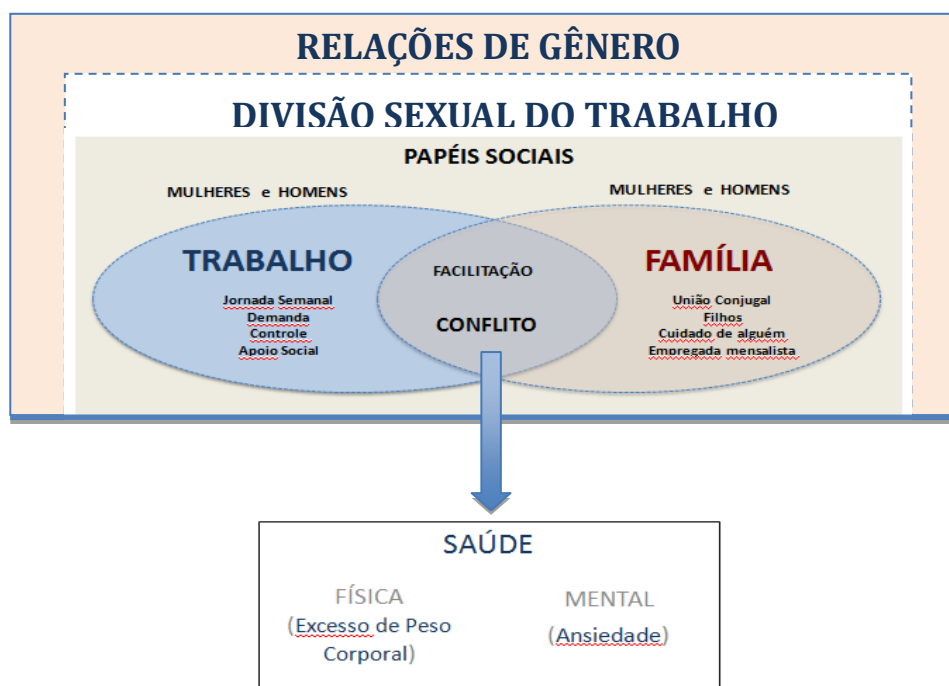 RELAÇÕES DE GÊNERO
DIVISÃO SEXUAL DO TRABALHO
PAPÉIS SOCIAIS
MULHERES e HOMENS
TRABALHO
Jornada Semanal
Demanda
Controle
Apoio Social
FACILITAÇÃO
CONFLITO
MULHERES e HOMENS
FAMÍLIA
União Conjugal
Filhos
Cuidado de alguém
Empregada mensalista
SAÚDE
FÍSICA
(Excesso de Peso
Corporal)
MENTAL
(Ansiedade)